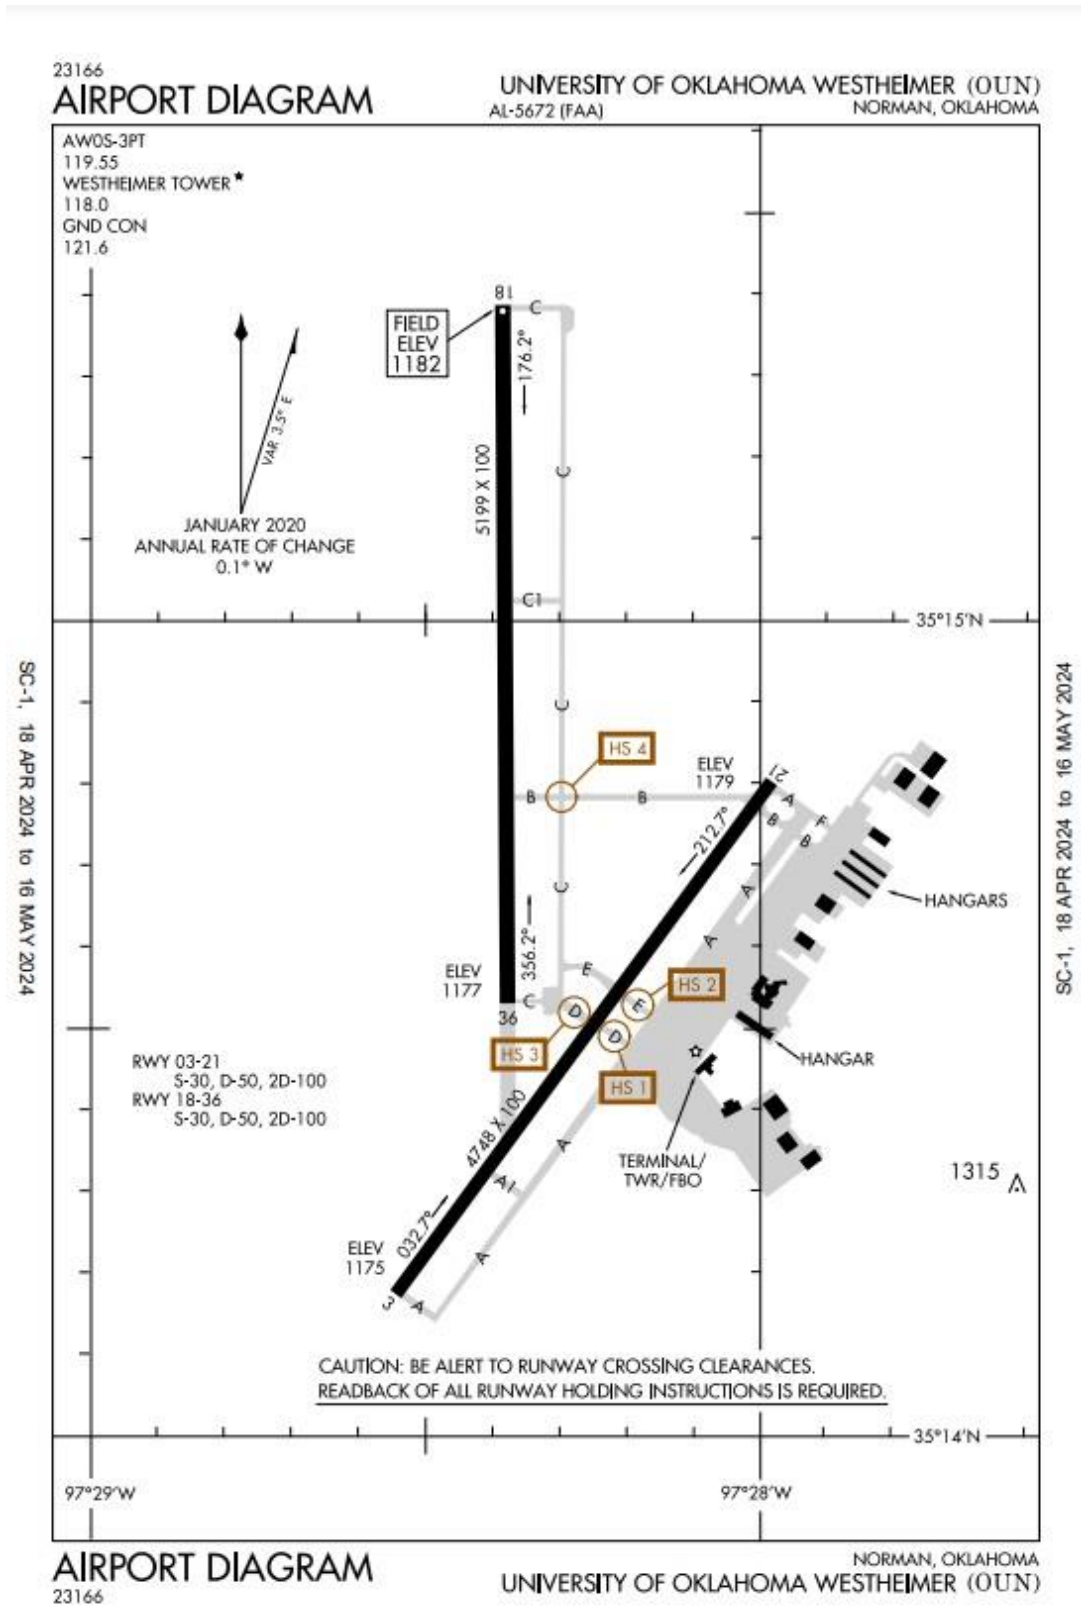 23166
AIRPORT DIAGRAM
UNIVERSITY OF OKLAHOMA WESTHEIMER (OUN)
AL-5672 (FAA)
NORMAN, OKLAHOMA
AW0S-3PT
119.55
WESTHEIMER TOWER★
118.0
GND CON
121.6
18
C
FIELD
ELEV
1182
176.2°
VAR 3.5° E
C
5199 X 100
JANUARY 2020
ANNUAL RATE OF CHANGE
0.1° W
C1
35°15'N
SC-1, 18 APR 2024 to 16 MAY 2024
SC-1, 18 APR 2024 to 16 MAY 2024
C
HS 4
ELEV
1179
21
B
B
A
F
B
B
212.7°
C
A
HANGARS
A
356.2°
E
ELEV
1177
C
HS 2
E
D
36
D
HS 3
HS 1
HANGAR
RWY 03-21
S-30, D-50, 2D-100
RWY 18-36
S-30, D-50, 2D-100
4748 X 100
A
TERMINAL/
TWR/FBO
1315
A1
032.7°
ELEV
1175
A
3
A
CAUTION: BE ALERT TO RUNWAY CROSSING CLEARANCES.
READBACK OF ALL RUNWAY HOLDING INSTRUCTIONS IS REQUIRED.
35°14'N
97°29'W
97°28'W
AIRPORT DIAGRAM
23166
NORMAN, OKLAHOMA
UNIVERSITY OF OKLAHOMA WESTHEIMER (OUN)